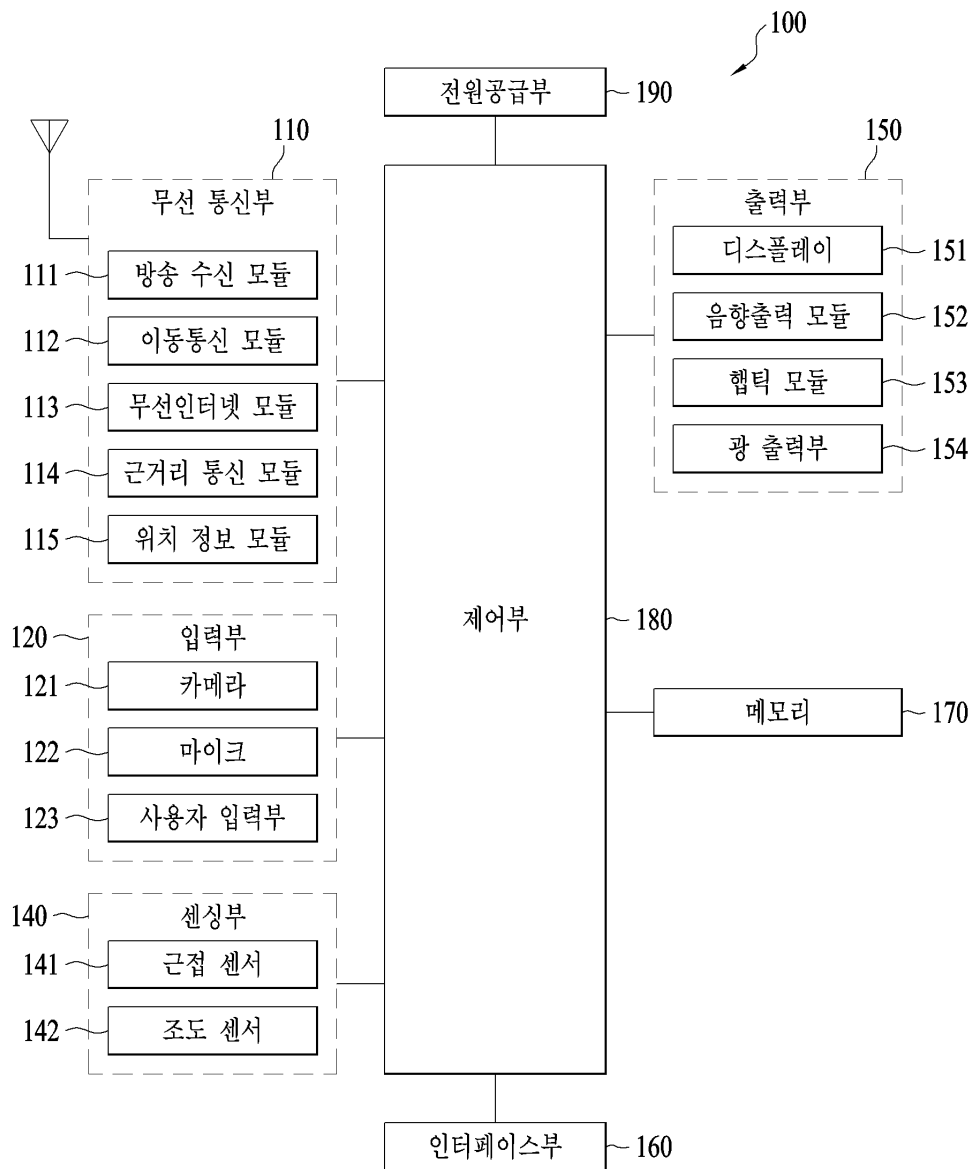 100
전원공급부
190
110
무선 통신부
111
방송 수신 모듈
112
이동통신 모듈
113
무선인터넷 모듈
114
근거리 통신 모듈
115
위치 정보 모듈
120
입력부
121
카메라
122
마이크
123
사용자 입력부
140
센싱부
141
근접 센서
142
조도 센서
제어부
180
150
출력부
디스플레이
151
음향출력 모듈
152
햅틱 모듈
153
광 출력부
154
메모리
170
인터페이스부
160